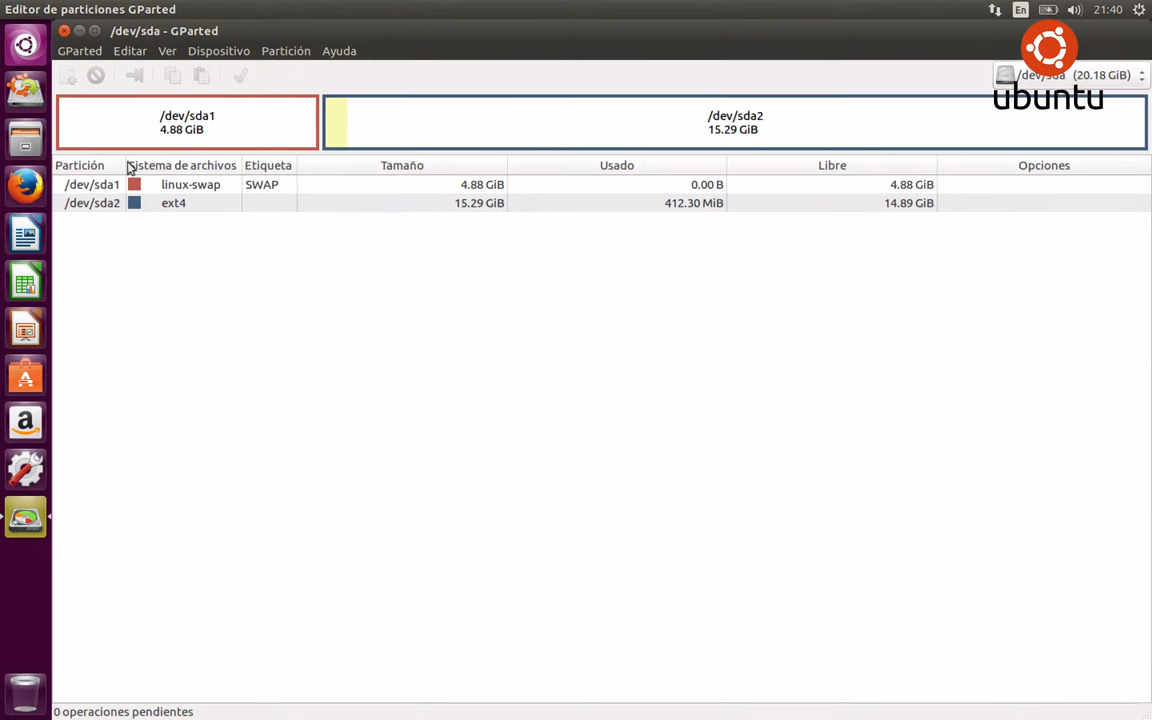 Editor de particiones GParted
En
21:40
/dev/sda - GParted
GParted Editar Ver Dispositivo Partición Ayuda
/dev/sda (20.18 GiB)
ubuntu
/dev/sda1
4.88 GiB
/dev/sda2
15.29 GiB
Partición Sistema de archivos Etiqueta Tamaño Usado Libre Opciones
/dev/sda1 linux-swap SWAP 4.88 GiB 0.00 B 4.88 GiB
/dev/sda2 ext4 15.29 GiB 412.30 MiB 14.89 GiB
0 operaciones pendientes